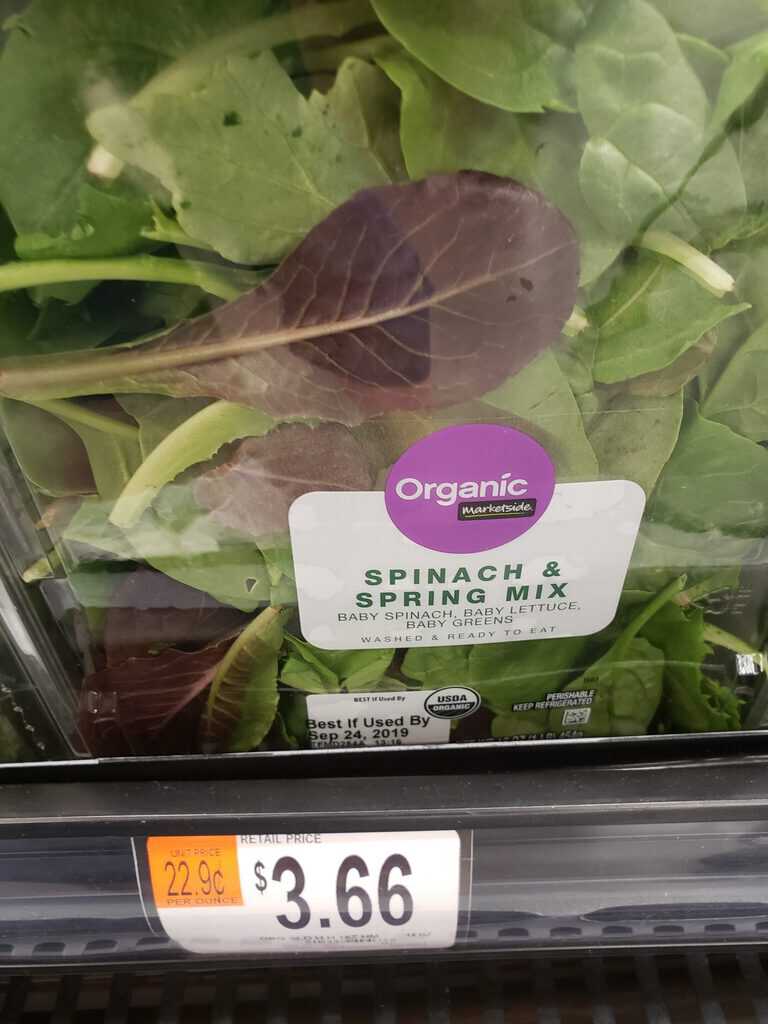 Organic
Marketside.
SPINACH &
SPRING MIX
BABY SPINACH, BABY LETTUCE,
BABY GREENS
WASHED & READY TO EAT
BEST If Used By
USDA
ORGANIC
PERISHABLE
KEEP REFRIGERATED
Best If Used By
Sep 24, 2019
13:16
UNIT PRICE
22.9¢
PER OUNCE
RETAIL PRICE
$3.66